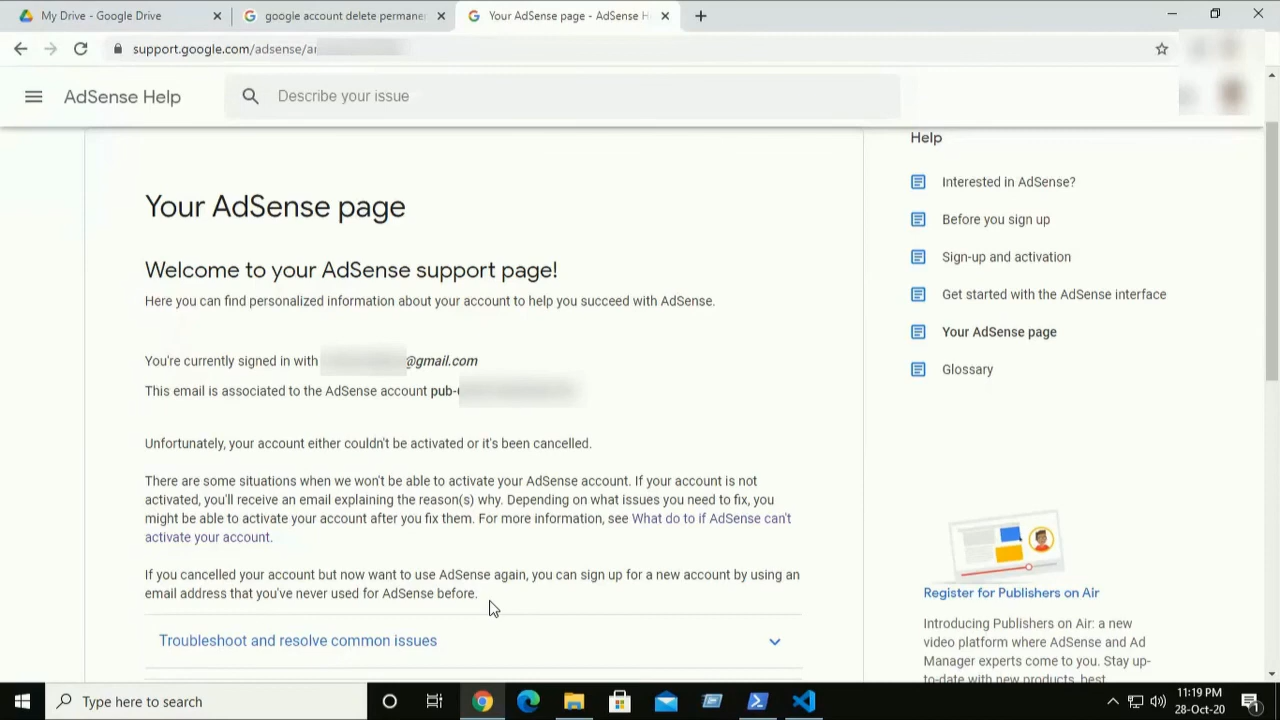 My Drive - Google Drive
google account delete permane
Your AdSense page - AdSense H
support.google.com/adsense/
AdSense Help
Describe your issue
Your AdSense page
Welcome to your AdSense support page!
Here you can find personalized information about your account to help you succeed with AdSense.
You're currently signed in with @gmail.com
This email is associated to the AdSense account pub-
Unfortunately, your account either couldn't be activated or it's been cancelled.
There are some situations when we won't be able to activate your AdSense account. If your account is not
activated, you'll receive an email explaining the reason(s) why. Depending on what issues you need to fix, you
might be able to activate your account after you fix them. For more information, see What do to if AdSense can't
activate your account.
If you cancelled your account but now want to use AdSense again, you can sign up for a new account by using an
email address that you've never used for AdSense before.
Troubleshoot and resolve common issues
Help
Interested in AdSense?
Before you sign up
Sign-up and activation
Get started with the AdSense interface
Your AdSense page
Glossary
Register for Publishers on Air
Introducing Publishers on Air: a new
video platform where AdSense and Ad
Manager experts come to you. Stay up-
to-date with new products, best
Type here to search
11:19 PM
28-Oct-20
1